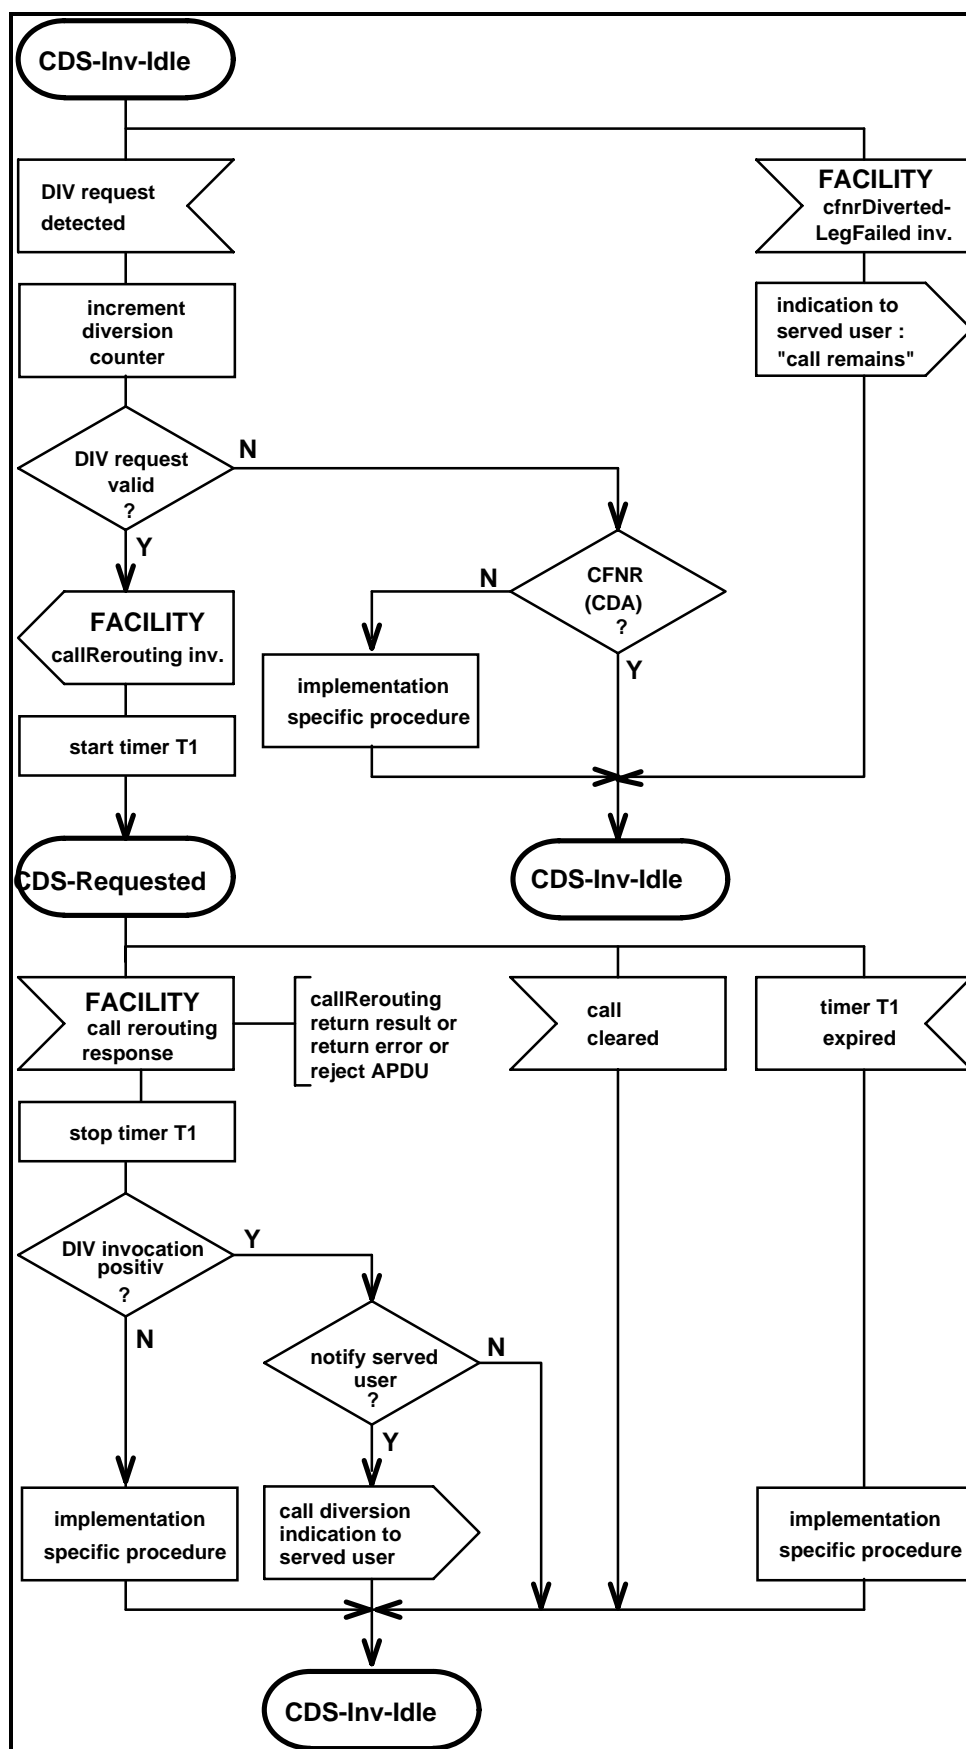 CDS-Inv-Idle
DIV request
detected
FACILITY
cfnrDiverted-
LegFailed inv.
increment
diversion
counter
indication to
served user :
"call remains"
DIV request
valid
?
N
Y
CFNR
(CDA)
?
N
Y
FACILITY
callRerouting inv.
implementation
specific procedure
start timer T1
CDS-Requested
CDS-Inv-Idle
FACILITY
call rerouting
response
callRerouting
return result or
return error or
reject APDU
call
cleared
timer T1
expired
stop timer T1
DIV invocation
positiv
?
Y
N
notify served
user
?
N
Y
implementation
specific procedure
call diversion
indication to
served user
implementation
specific procedure
CDS-Inv-Idle